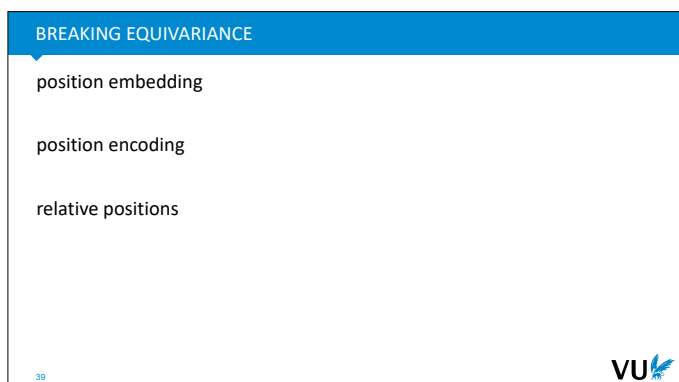 BREAKING EQUIVARIANCE
position embedding
position encoding
relative positions
39
VU